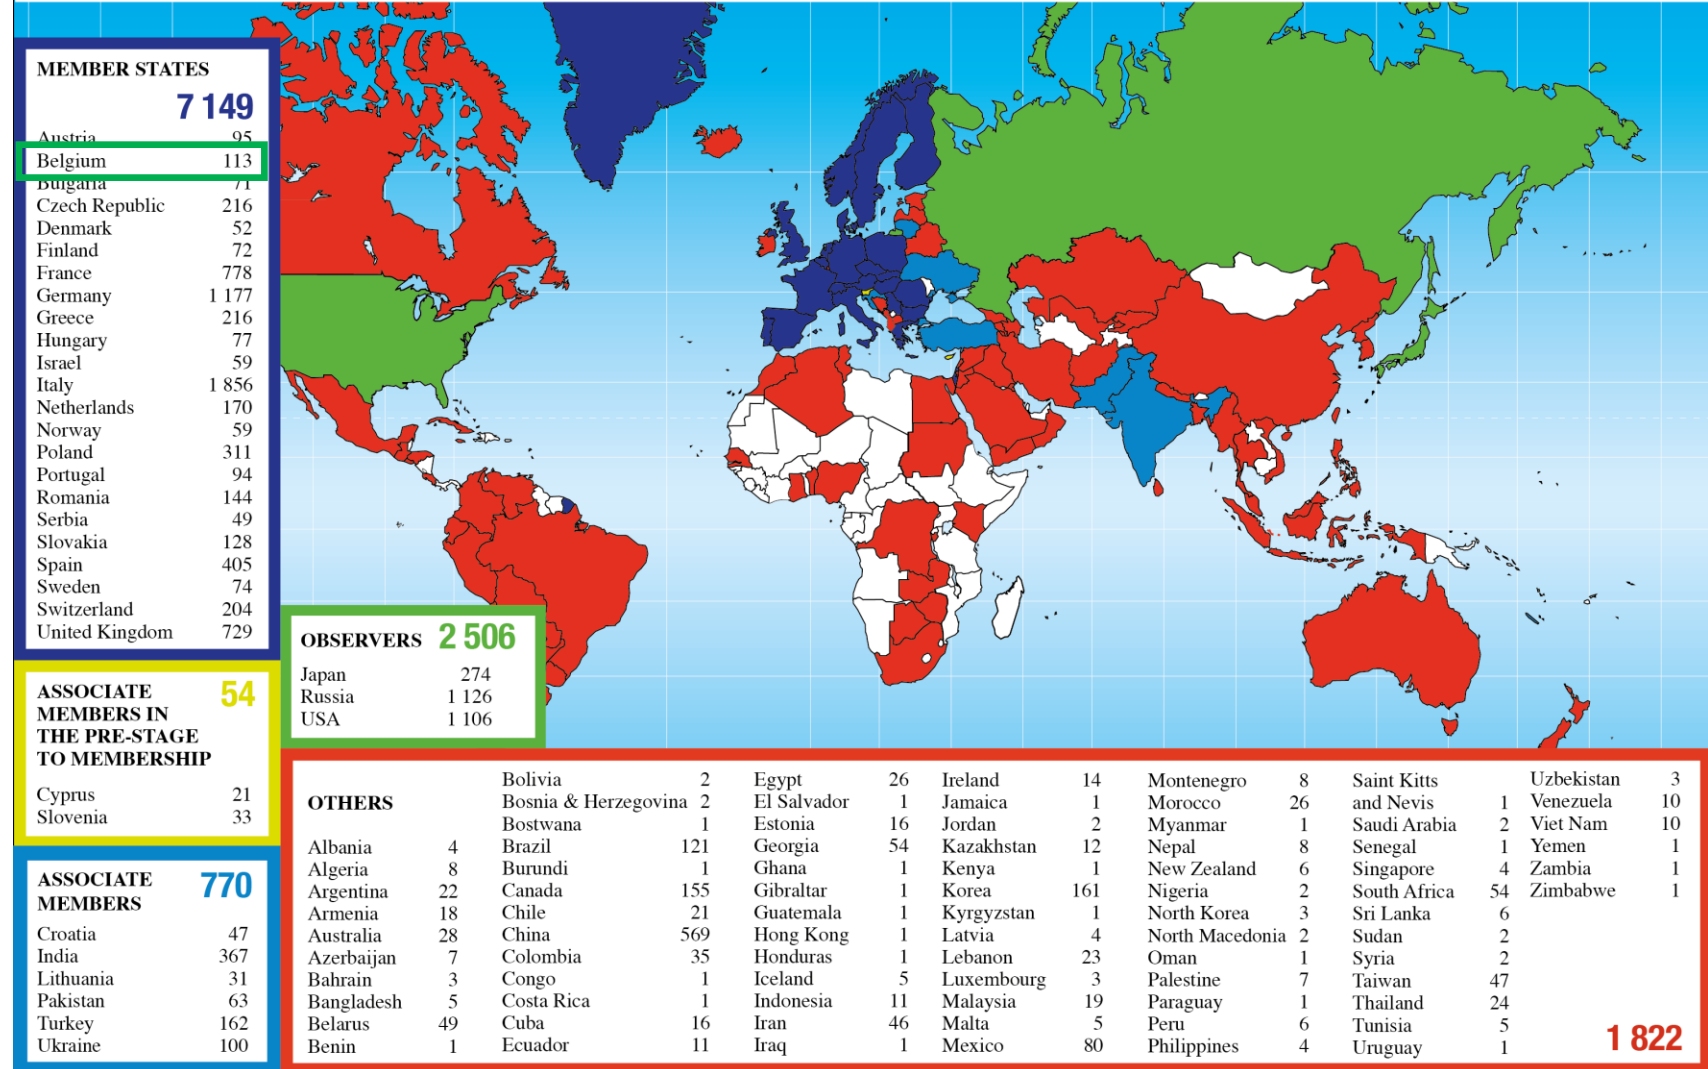 MEMBER STATES
7 149
Austria 95
Belgium 113
Bulgaria 71
Czech Republic 216
Denmark 52
Finland 72
France 778
Germany 1 177
Greece 216
Hungary 77
Israel 59
Italy 1 856
Netherlands 170
Norway 59
Poland 311
Portugal 94
Romania 144
Serbia 49
Slovakia 128
Spain 405
Sweden 74
Switzerland 204
United Kingdom 729
ASSOCIATE 54
MEMBERS IN
THE PRE-STAGE
TO MEMBERSHIP
Cyprus 21
Slovenia 33
ASSOCIATE 770
MEMBERS
Croatia 47
India 367
Lithuania 31
Pakistan 63
Turkey 162
Ukraine 100
OBSERVERS 2 506
Japan 274
Russia 1 126
USA 1 106
OTHERS
Albania 4
Algeria 8
Argentina 22
Armenia 18
Australia 28
Azerbaijan 7
Bahrain 3
Bangladesh 5
Belarus 49
Benin 1
Bolivia 2
Bosnia & Herzegovina 2
Bostwana 1
Brazil 121
Burundi 1
Canada 155
Chile 21
China 569
Colombia 35
Congo 1
Costa Rica 1
Cuba 16
Ecuador 11
Egypt 26
El Salvador 1
Estonia 16
Georgia 54
Ghana 1
Gibraltar 1
Guatemala 1
Hong Kong 1
Honduras 1
Iceland 5
Indonesia 11
Iran 46
Iraq 1
Ireland 14
Jamaica 1
Jordan 2
Kazakhstan 12
Kenya 1
Korea 161
Kyrgyzstan 1
Latvia 4
Lebanon 23
Luxembourg 3
Malaysia 19
Malta 5
Mexico 80
Montenegro 8
Morocco 26
Myanmar 1
Nepal 8
New Zealand 6
Nigeria 2
North Korea 3
North Macedonia 2
Oman 1
Palestine 7
Paraguay 1
Peru 6
Philippines 4
Saint Kitts
and Nevis 1
Saudi Arabia 2
Senegal 1
Singapore 4
South Africa 54
Sri Lanka 6
Sudan 2
Syria 2
Taiwan 47
Thailand 24
Tunisia 5
Uruguay 1
Uzbekistan 3
Venezuela 10
Viet Nam 10
Yemen 1
Zambia 1
Zimbabwe 1
1 822